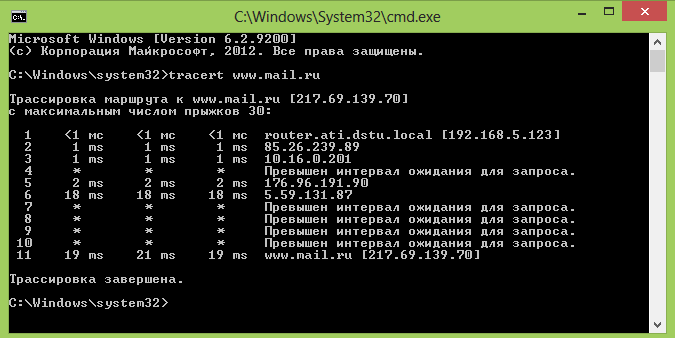 C:\Windows\System32\cmd.exe
Microsoft Windows [Version 6.2.9200]
(c) Корпорация Майкрософт, 2012. Все права защищены.
C:\Windows\system32>tracert www.mail.ru
Трассировка маршрута к www.mail.ru [217.69.139.70]
с максимальным числом прыжков 30:
1 <1 мс <1 мс <1 мс router.ati.dstu.local [192.168.5.123]
2 1 ms 1 ms 1 ms 85.26.239.89
3 1 ms 1 ms 1 ms 10.16.0.201
4 * * * Превышен интервал ожидания для запроса.
5 2 ms 2 ms 2 ms 176.96.191.90
6 18 ms 18 ms 18 ms 5.59.131.87
7 * * * Превышен интервал ожидания для запроса.
8 * * * Превышен интервал ожидания для запроса.
9 * * * Превышен интервал ожидания для запроса.
10 * * * Превышен интервал ожидания для запроса.
11 19 ms 21 ms 19 ms www.mail.ru [217.69.139.70]
Трассировка завершена.
C:\Windows\system32>